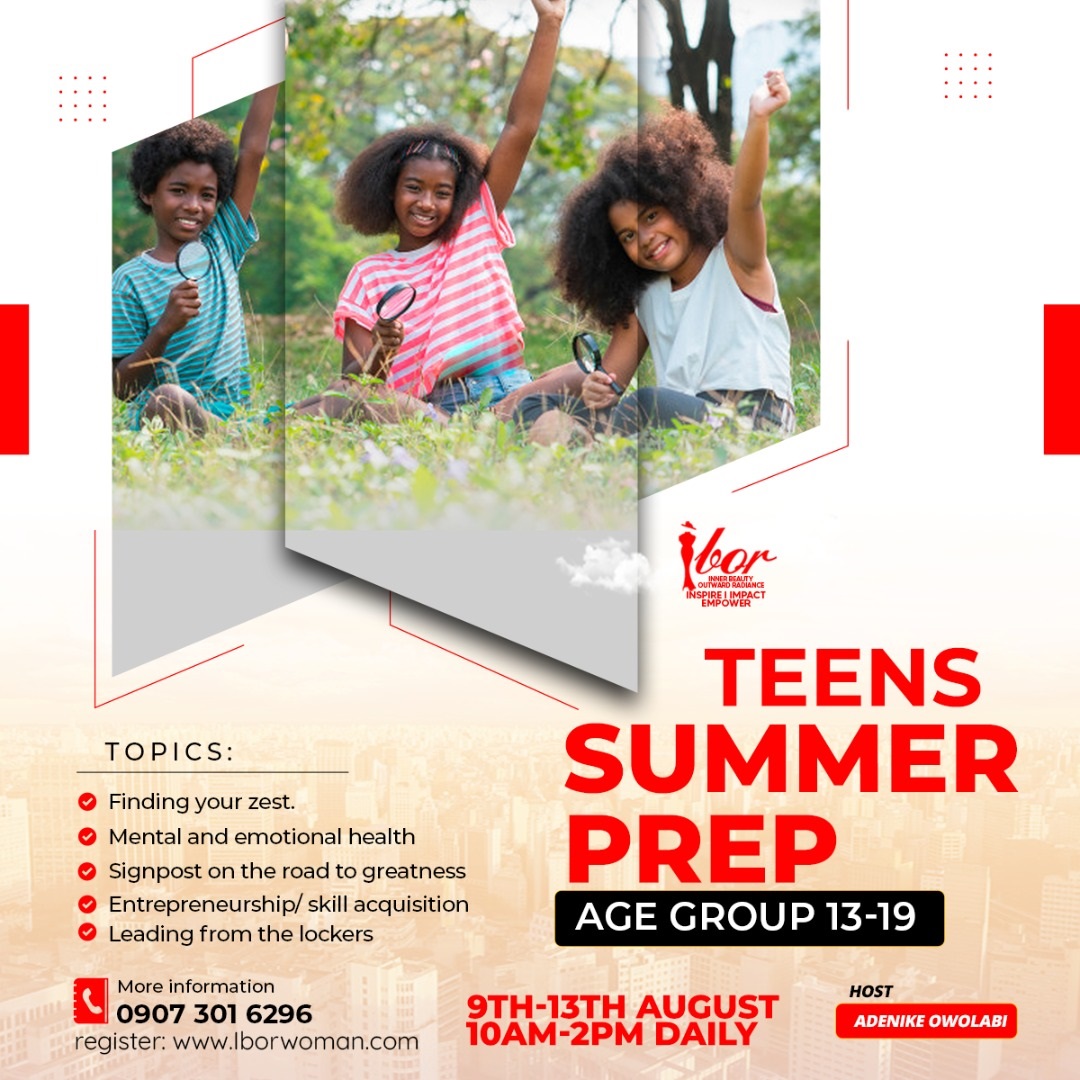 Ibor
INNER BEAUTY
OUTWARD RADIANCE
INSPIRE I IMPACT
EMPOWER
TEENS
SUMMER
PREP
AGE GROUP 13-19
TOPICS:
Finding your zest.
Mental and emotional health
Signpost on the road to greatness
Entrepreneurship/ skill acquisition
Leading from the lockers
More information
0907 301 6296
register: www.lborwoman.com
9TH-13TH AUGUST
10AM-2PM DAILY
HOST
ADENIKE OWOLABI